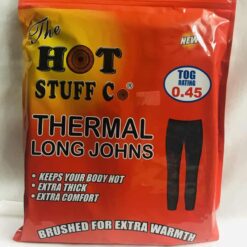 The
HOT
STUFF Co®
NEW
TOG
RATING
0.45
THERMAL
LONG JOHNS
• KEEPS YOUR BODY HOT
• EXTRA THICK
• EXTRA COMFORT
BRUSHED FOR EXTRA WARMTH